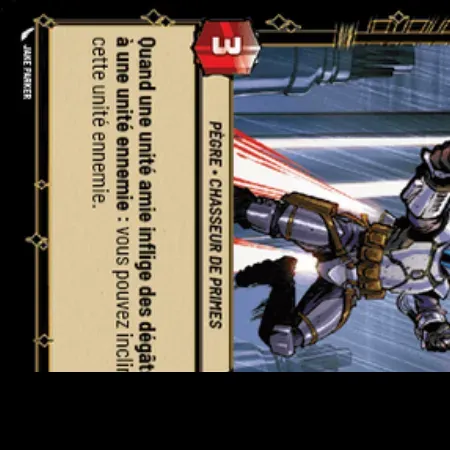 3
PÈGRE • CHASSEUR DE PRIMES
Quand une unité amie inflige des dégâts
à une unité ennemie : vous pouvez inclin
cette unité ennemie.
JAKE PARKER